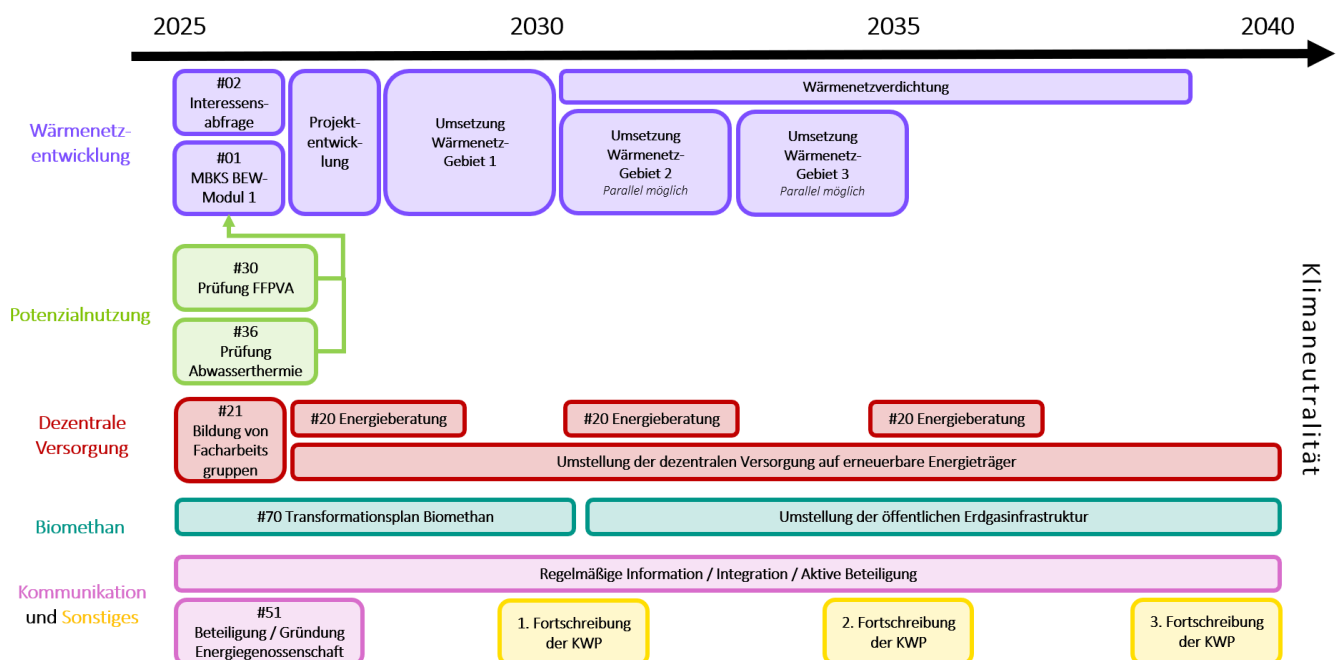 2025 2030 2035 2040
Wärmenetz-
entwicklung
#02
Interessens-
abfrage
#01
MBKS BEW-
Modul 1
Projekt-
entwick-
lung
Umsetzung
Wärmenetz-
Gebiet 1
Wärmenetzverdichtung
Umsetzung
Wärmenetz-
Gebiet 2
Parallel möglich
Umsetzung
Wärmenetz-
Gebiet 3
Parallel möglich
Potenzialnutzung
#30
Prüfung FFPVA
#36
Prüfung
Abwasserthermie
Dezentrale
Versorgung
#21
Bildung von
Facharbeits
gruppen
#20 Energieberatung
#20 Energieberatung
#20 Energieberatung
Umstellung der dezentralen Versorgung auf erneuerbare Energieträger
Biomethan
#70 Transformationsplan Biomethan
Umstellung der öffentlichen Erdgasinfrastruktur
Kommunikation
und Sonstiges
Regelmäßige Information / Integration / Aktive Beteiligung
#51
Beteiligung / Gründung
Energiegenossenschaft
1. Fortschreibung
der KWP
2. Fortschreibung
der KWP
3. Fortschreibung
der KWP
Klimaneutralität